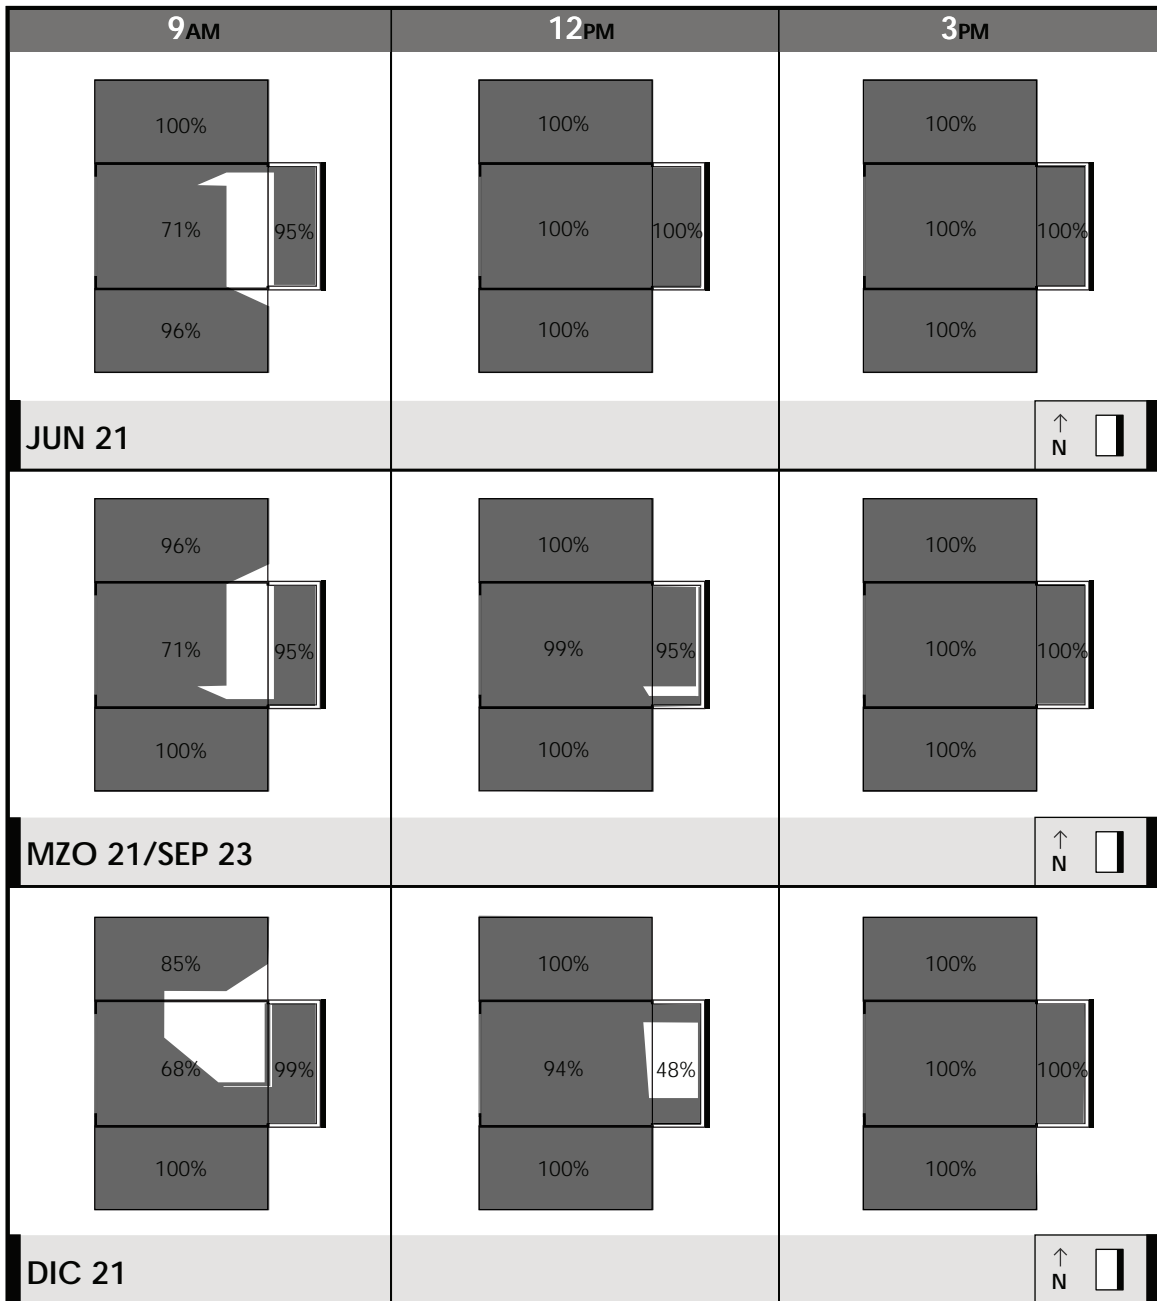 9AM 12PM 3PM
100% 100% 100%
71% 95% 100% 100% 100% 100%
96% 100% 100%
JUN 21 ↑
N
96% 100% 100%
71% 95% 99% 95% 100% 100%
100% 100% 100%
MZO 21/SEP 23 ↑
N
85% 100% 100%
68% 99% 94% 48% 100% 100%
100% 100% 100%
DIC 21 ↑
N